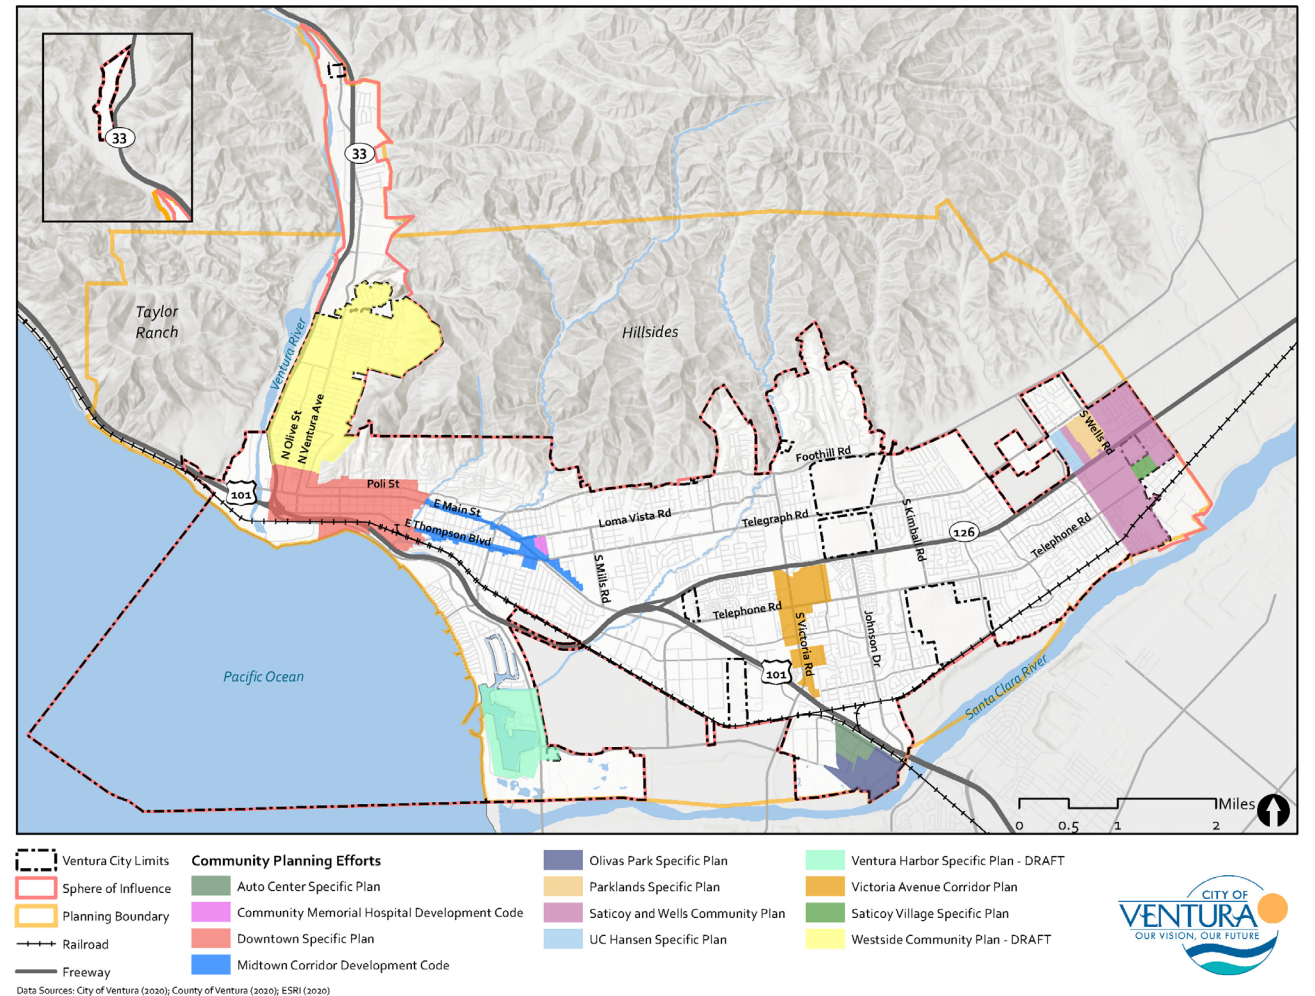 33
33
Taylor
Ranch
Hillsides
Ventura River
N Olive St
N Ventura Ave
S Wells Rd
Foothill Rd
101
Poli St
E Main St
E Thompson Blvd
Loma Vista Rd
Telegraph Rd
S Kimball Rd
126
Telephone Rd
S Mills Rd
Telephone Rd
S Victoria Rd
Johnson Dr
101
Pacific Ocean
Santa Clara River
Miles
0 0.5 1 2
Ventura City Limits
Sphere of Influence
Planning Boundary
Railroad
Freeway
Community Planning Efforts
Auto Center Specific Plan
Community Memorial Hospital Development Code
Downtown Specific Plan
Midtown Corridor Development Code
Olivas Park Specific Plan
Parklands Specific Plan
Saticoy and Wells Community Plan
UC Hansen Specific Plan
Ventura Harbor Specific Plan - DRAFT
Victoria Avenue Corridor Plan
Saticoy Village Specific Plan
Westside Community Plan - DRAFT
CITY OF
VENTURA
OUR VISION, OUR FUTURE
Data Sources: City of Ventura (2020); County of Ventura (2020); ESRI (2020)